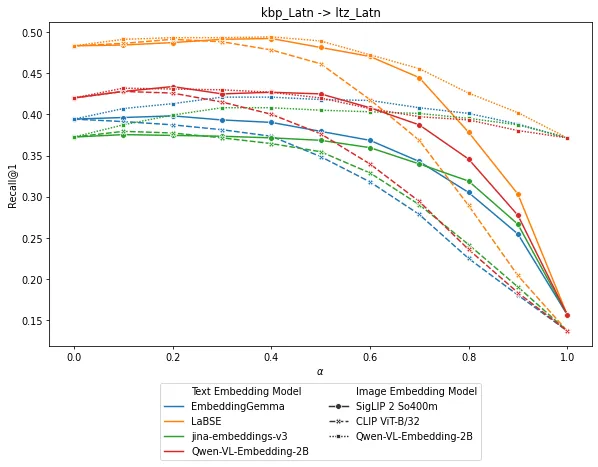 kbp_Latn -> ltz_Latn
Recall@1
0.50
0.45
0.40
0.35
0.30
0.25
0.20
0.15
0.0 0.2 0.4 0.6 0.8 1.0
α
Text Embedding Model
EmbeddingGemma
LaBSE
jina-embeddings-v3
Qwen-VL-Embedding-2B
Image Embedding Model
SigLIP 2 So400m
CLIP ViT-B/32
Qwen-VL-Embedding-2B